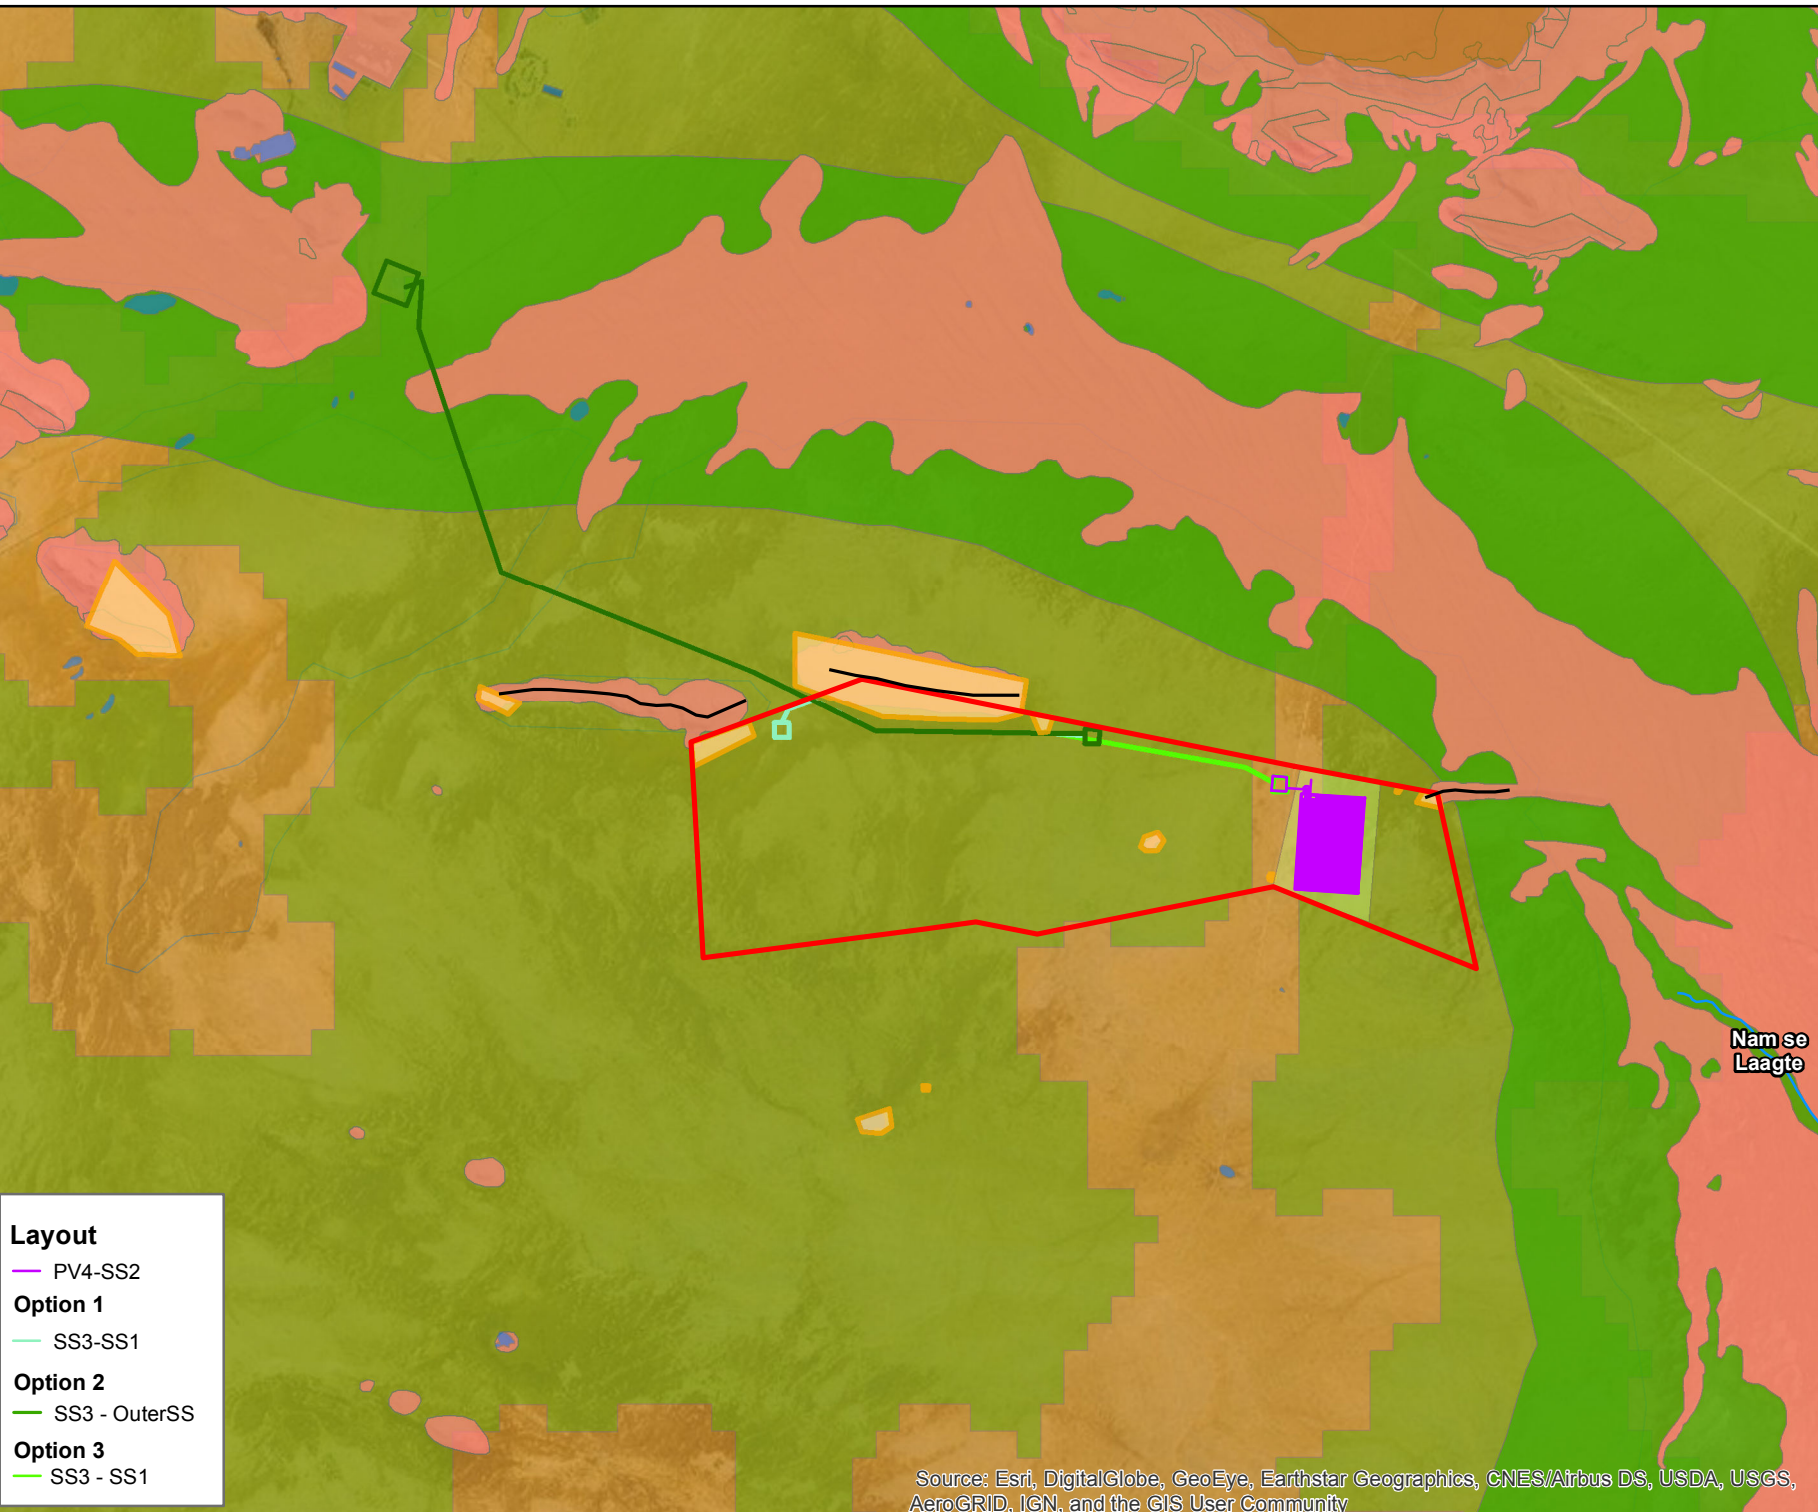 Nam se
Laagte
Layout
PV4-SS2
Option 1
SS3-SS1
Option 2
SS3 - OuterSS
Option 3
SS3 - SS1
Source: Esri, DigitalGlobe, GeoEye, Earthstar Geographics, CNES/Airbus DS, USDA, USGS,
AeroGRID, IGN, and the GIS User Community